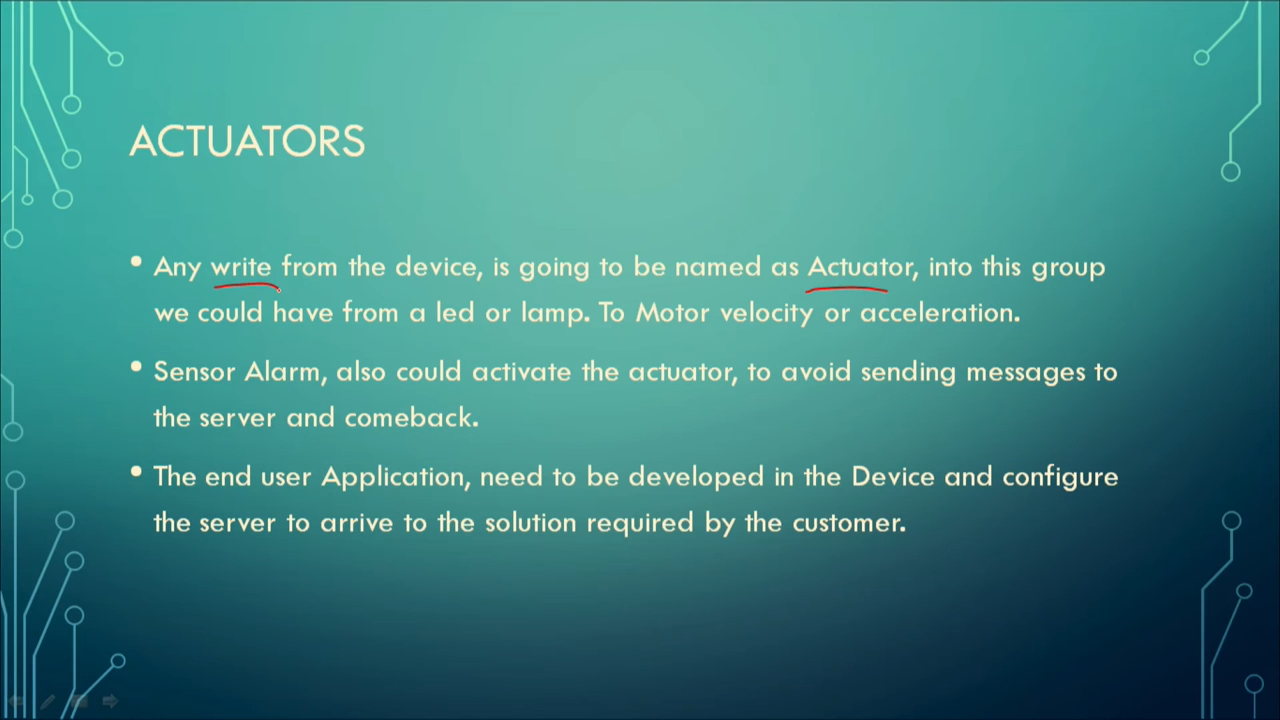 ACTUATORS
• Any write from the device, is going to be named as Actuator, into this group
we could have from a led or lamp. To Motor velocity or acceleration.
• Sensor Alarm, also could activate the actuator, to avoid sending messages to
the server and comeback.
• The end user Application, need to be developed in the Device and configure
the server to arrive to the solution required by the customer.